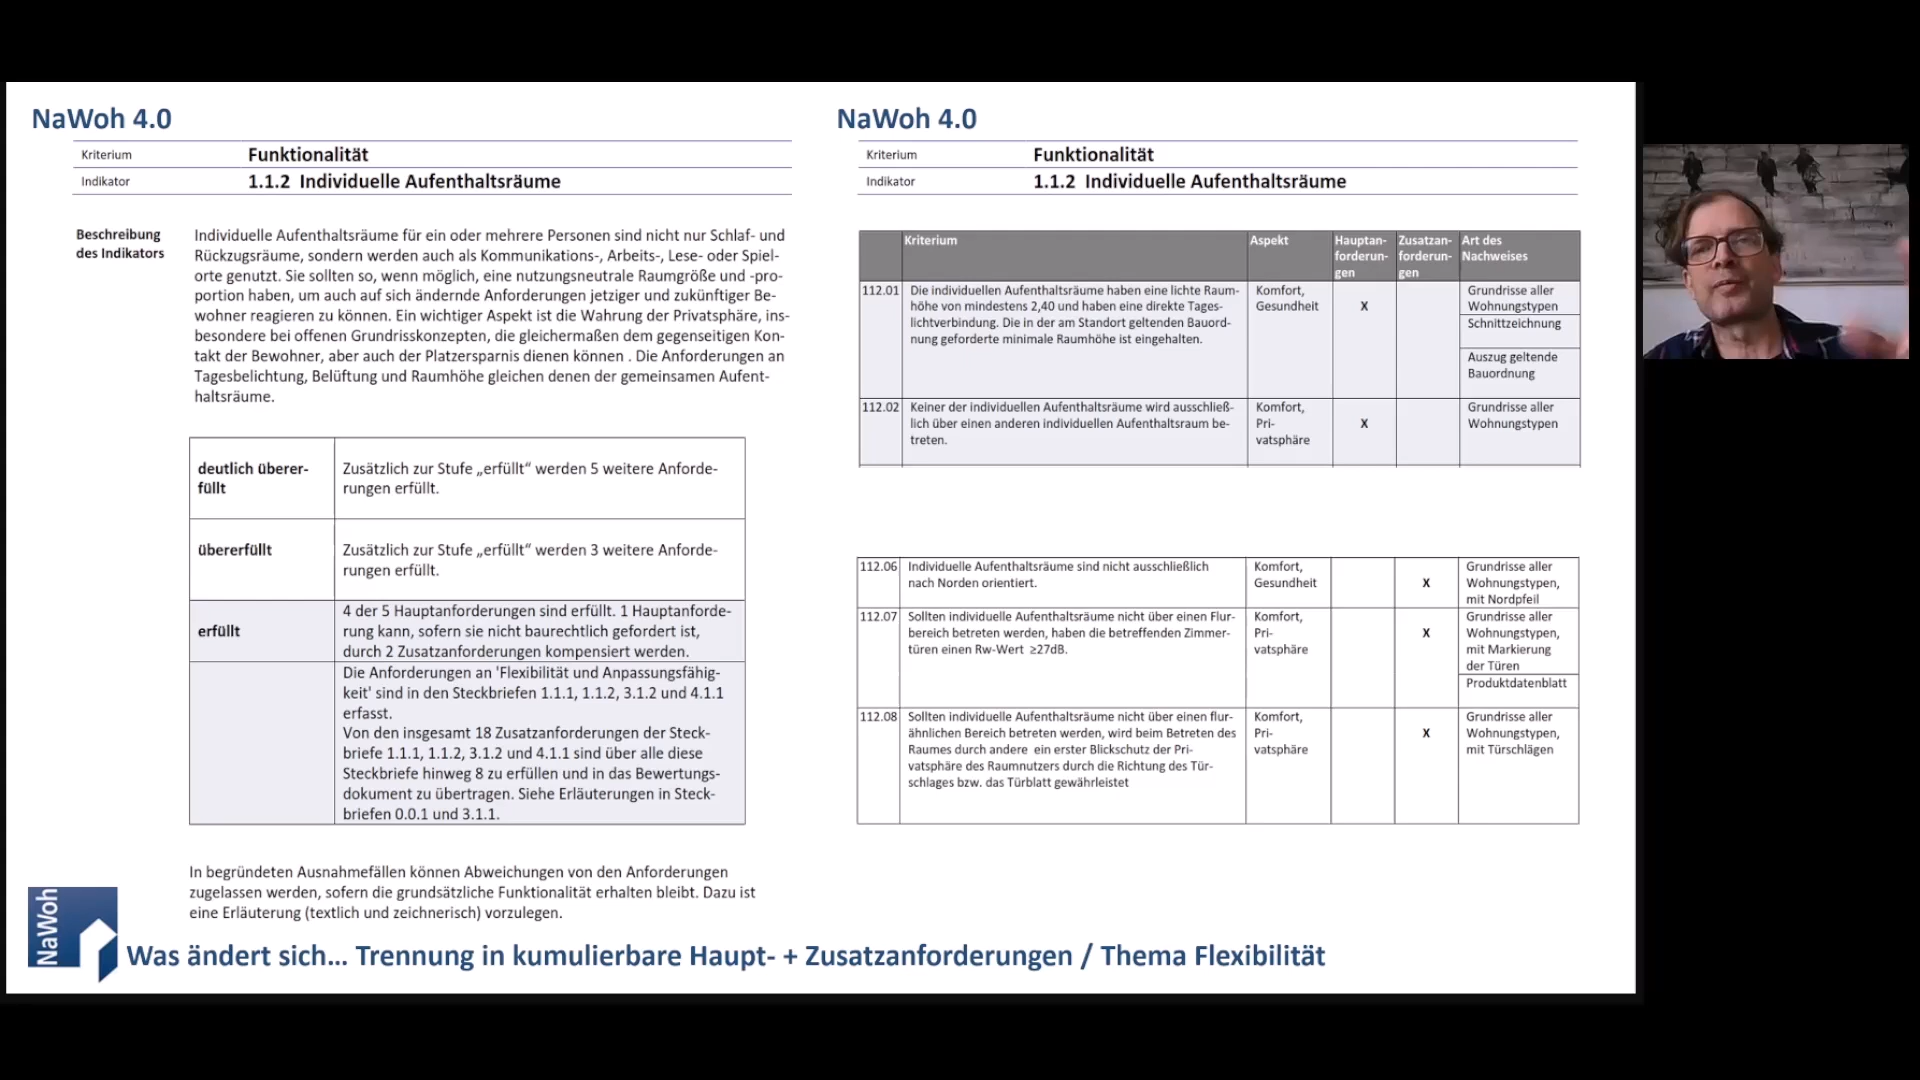 NaWoh 4.0
Kriterium Funktionalität
Indikator 1.1.2 Individuelle Aufenthaltsräume
Beschreibung
des Indikators
Individuelle Aufenthaltsräume für ein oder mehrere Personen sind nicht nur Schlaf- und
Rückzugsräume, sondern werden auch als Kommunikations-, Arbeits-, Lese- oder Spiel-
orte genutzt. Sie sollten so, wenn möglich, eine nutzungsneutrale Raumgröße und -pro-
portion haben, um auch auf sich ändernde Anforderungen jetziger und zukünftiger Be-
wohner reagieren zu können. Ein wichtiger Aspekt ist die Wahrung der Privatsphäre, ins-
besondere bei offenen Grundrisskonzepten, die gleichermaßen dem gegenseitigen Kon-
takt der Bewohner, aber auch der Platzersparnis dienen können . Die Anforderungen an
Tagesbelichtung, Belüftung und Raumhöhe gleichen denen der gemeinsamen Aufent-
haltsräume.
deutlich überer-
füllt
Zusätzlich zur Stufe „erfüllt“ werden 5 weitere Anforde-
rungen erfüllt.
übererfüllt
Zusätzlich zur Stufe „erfüllt“ werden 3 weitere Anforde-
rungen erfüllt.
erfüllt
4 der 5 Hauptanforderungen sind erfüllt. 1 Hauptanforde-
rung kann, sofern sie nicht baurechtlich gefordert ist,
durch 2 Zusatzanforderungen kompensiert werden.
Die Anforderungen an 'Flexibilität und Anpassungsfähig-
keit' sind in den Steckbriefen 1.1.1, 1.1.2, 3.1.2 und 4.1.1
erfasst.
Von den insgesamt 18 Zusatzanforderungen der Steck-
briefe 1.1.1, 1.1.2, 3.1.2 und 4.1.1 sind über alle diese
Steckbriefe hinweg 8 zu erfüllen und in das Bewertungs-
dokument zu übertragen. Siehe Erläuterungen in Steck-
briefen 0.0.1 und 3.1.1.
In begründeten Ausnahmefällen können Abweichungen von den Anforderungen
zugelassen werden, sofern die grundsätzliche Funktionalität erhalten bleibt. Dazu ist
eine Erläuterung (textlich und zeichnerisch) vorzulegen.
NaWoh 4.0
Kriterium Funktionalität
Indikator 1.1.2 Individuelle Aufenthaltsräume
Kriterium
Aspekt
Hauptan-
forderun-
gen
Zusatzan-
forderun-
gen
Art des
Nachweises
112.01
Die individuellen Aufenthaltsräume haben eine lichte Raum-
höhe von mindestens 2,40 und haben eine direkte Tages-
lichtverbindung. Die in der am Standort geltenden Bauord-
nung geforderte minimale Raumhöhe ist eingehalten.
Komfort,
Gesundheit
X
Grundrisse aller
Wohnungstypen
Schnittzeichnung
Auszug geltende
Bauordnung
112.02
Keiner der individuellen Aufenthaltsräume wird ausschließ-
lich über einen anderen individuellen Aufenthaltsraum be-
treten.
Komfort,
Pri-
vatsphäre
X
Grundrisse aller
Wohnungstypen
112.06
Individuelle Aufenthaltsräume sind nicht ausschließlich
nach Norden orientiert.
Komfort,
Gesundheit
X
Grundrisse aller
Wohnungstypen,
mit Nordpfeil
112.07
Sollten individuelle Aufenthaltsräume nicht über einen Flur-
bereich betreten werden, haben die betreffenden Zimmer-
türen einen Rw-Wert ≥27dB.
Komfort,
Pri-
vatsphäre
X
Grundrisse aller
Wohnungstypen,
mit Markierung
der Türen
Produktdatenblatt
112.08
Sollten individuelle Aufenthaltsräume nicht über einen flur-
ähnlichen Bereich betreten werden, wird beim Betreten des
Raumes durch andere ein erster Blickschutz der Pri-
vatsphäre des Raumnutzers durch die Richtung des Tür-
schlages bzw. das Türblatt gewährleistet
Komfort,
Pri-
vatsphäre
X
Grundrisse aller
Wohnungstypen,
mit Türschlägen
NaWoh
Was ändert sich... Trennung in kumulierbare Haupt- + Zusatzanforderungen / Thema Flexibilität